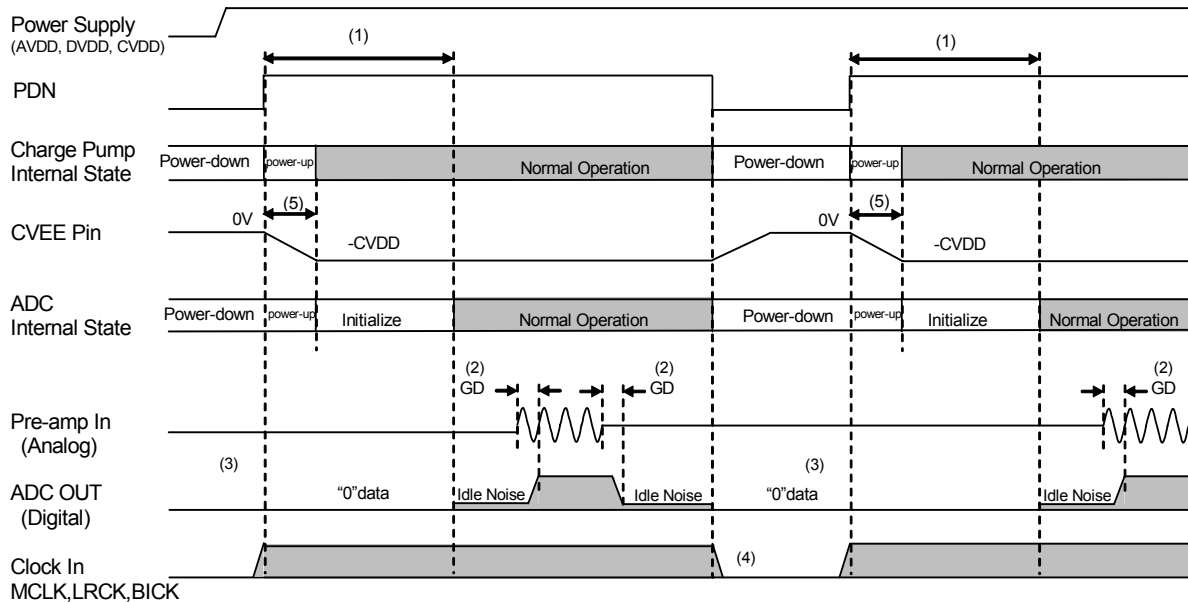 Power Supply
(AVDD, DVDD, CVDD)
(1)
(1)
PDN
Charge Pump
Internal State
Power-down
power-up
Normal Operation
Power-down
power-up
Normal Operation
CVEE Pin
0V
(5)
-CVDD
0V
(5)
-CVDD
ADC
Internal State
Power-down
power-up
Initialize
Normal Operation
Power-down
power-up
Initialize
Normal Operation
(2)
GD
(2)
GD
(2)
GD
Pre-amp In
(Analog)
(3)
(3)
ADC OUT
(Digital)
“0”data
Idle Noise
Idle Noise
“0”data
Idle Noise
Clock In
MCLK,LRCK,BICK
(4)